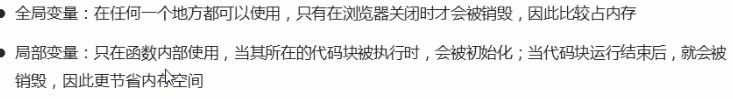 ● 全局变量：在任何一个地方都可以使用，只有在浏览器关闭时才会被销毁，因此比较占内存
● 局部变量：只在函数内部使用，当其所在的代码块被执行时，会被初始化；当代码块运行结束后，就会被
销毁，因此更节省内存空间